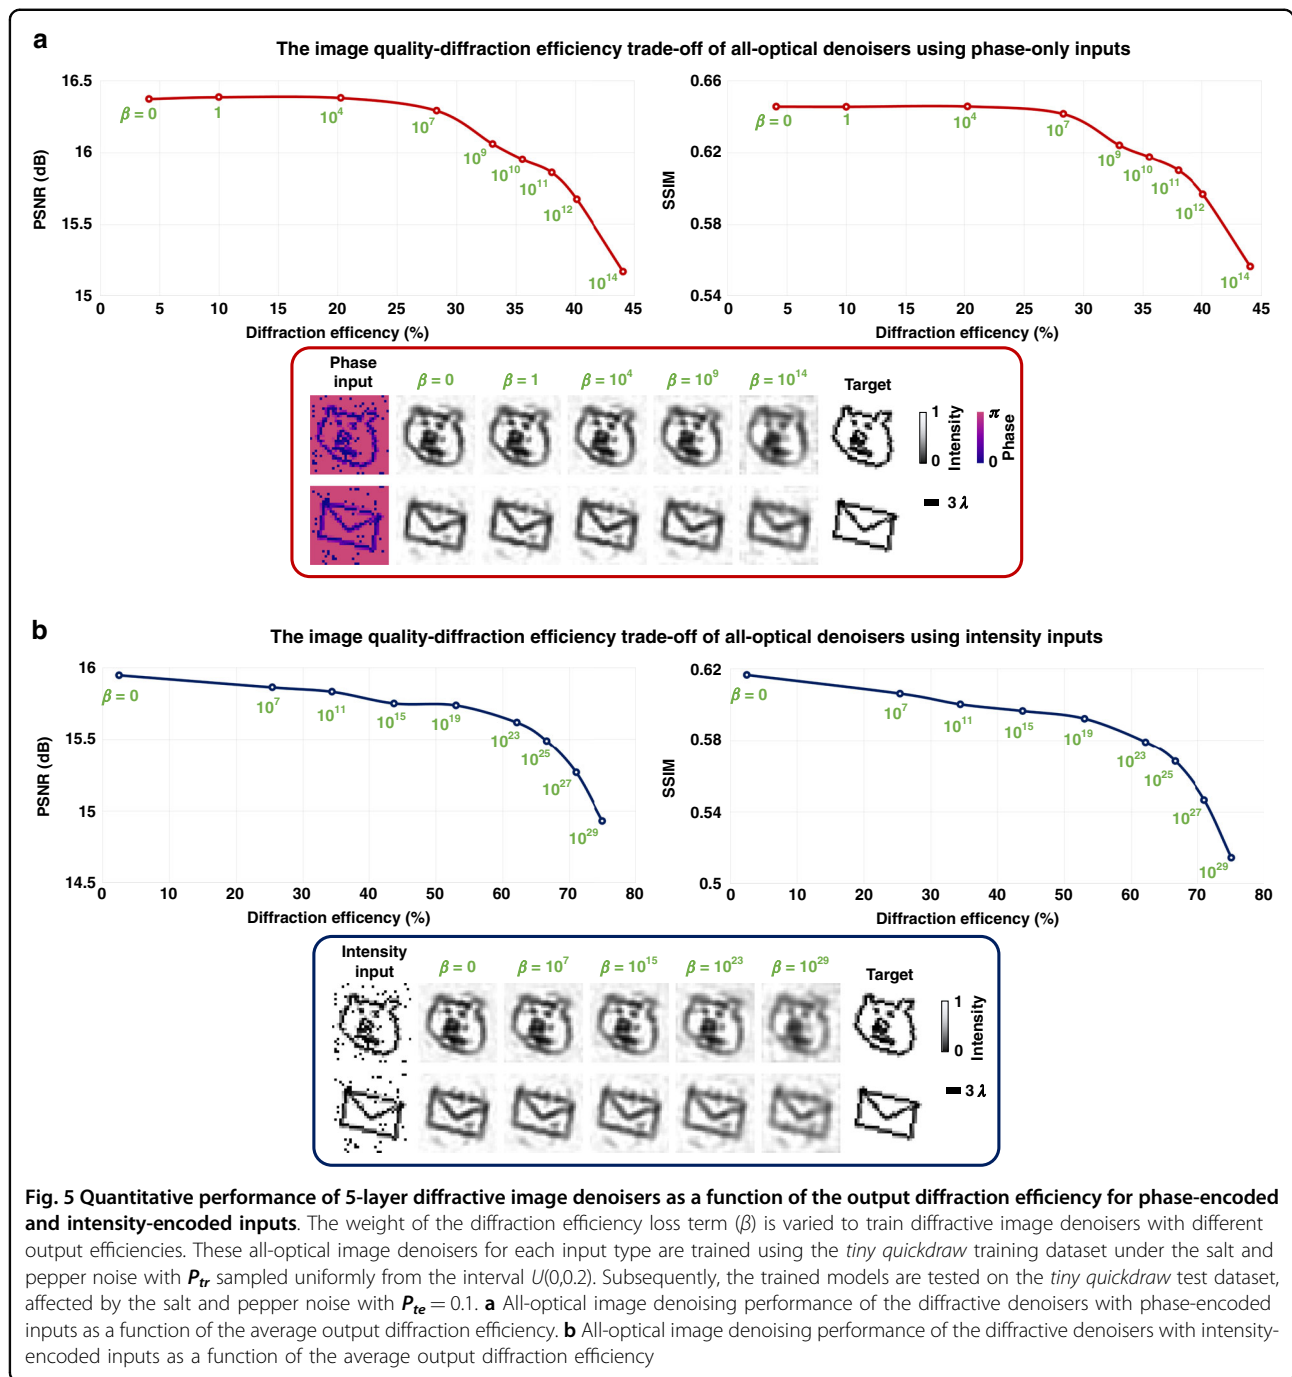 a
The image quality-diffraction efficiency trade-off of all-optical denoisers using phase-only inputs
16.5
16
15.5
15
PSNR (dB)
β = 0
1
10⁴
10⁷
10⁹
10¹⁰
10¹¹
10¹²
10¹⁴
0 5 10 15 20 25 30 35 40 45
Diffraction efficency (%)
0.66
0.62
0.58
0.54
SSIM
β = 0
1
10⁴
10⁷
10⁹
10¹⁰
10¹¹
10¹²
10¹⁴
0 5 10 15 20 25 30 35 40 45
Diffraction efficency (%)
Phase
input
β = 0
β = 1
β = 10⁴
β = 10⁹
β = 10¹⁴
Target
1
0
Intensity
π
0
Phase
3 λ
b
The image quality-diffraction efficiency trade-off of all-optical denoisers using intensity inputs
16
15.5
15
14.5
PSNR (dB)
β = 0
10⁷
10¹¹
10¹⁵
10¹⁹
10²³
10²⁵
10²⁷
10²⁹
0 10 20 30 40 50 60 70 80
Diffraction efficency (%)
0.62
0.58
0.54
0.5
SSIM
β = 0
10⁷
10¹¹
10¹⁵
10¹⁹
10²³
10²⁵
10²⁷
10²⁹
0 10 20 30 40 50 60 70 80
Diffraction efficency (%)
Intensity
input
β = 0
β = 10⁷
β = 10¹⁵
β = 10²³
β = 10²⁹
Target
1
0
Intensity
3 λ
Fig. 5 Quantitative performance of 5-layer diffractive image denoisers as a function of the output diffraction efficiency for phase-encoded
and intensity-encoded inputs. The weight of the diffraction efficiency loss term (β) is varied to train diffractive image denoisers with different
output efficiencies. These all-optical image denoisers for each input type are trained using the tiny quickdraw training dataset under the salt and
pepper noise with Ptr sampled uniformly from the interval U(0,0.2). Subsequently, the trained models are tested on the tiny quickdraw test dataset,
affected by the salt and pepper noise with Pte = 0.1. a All-optical image denoising performance of the diffractive denoisers with phase-encoded
inputs as a function of the average output diffraction efficiency. b All-optical image denoising performance of the diffractive denoisers with intensity-
encoded inputs as a function of the average output diffraction efficiency